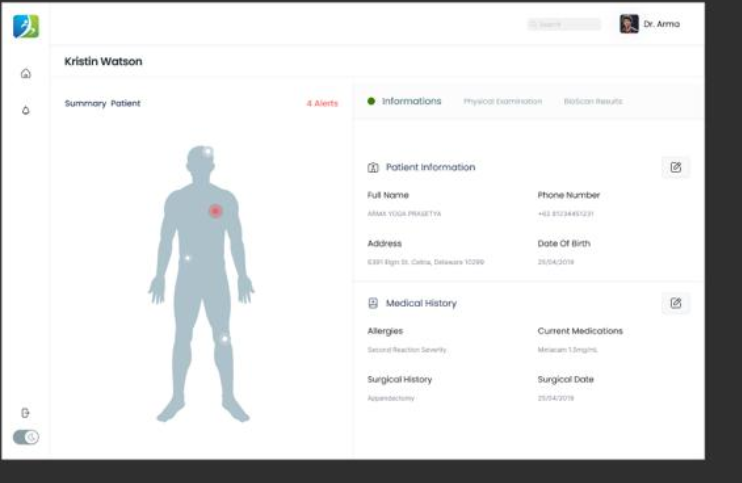 Search
Dr. Arma
Kristin Watson
Summary Patient
4 Alerts
Informations
Physical Examination
BioScan Results
Patient Information
Full Name
Phone Number
ARMA YOGA PRASETYA
+62 81234451231
Address
Date Of Birth
6391 Elgin St. Celina, Delaware 10299
25/04/2019
Medical History
Allergies
Current Medications
Second Reaction Severity
1.5mg/mL
Surgical History
Surgical Date
Appendectomy
25/04/2019